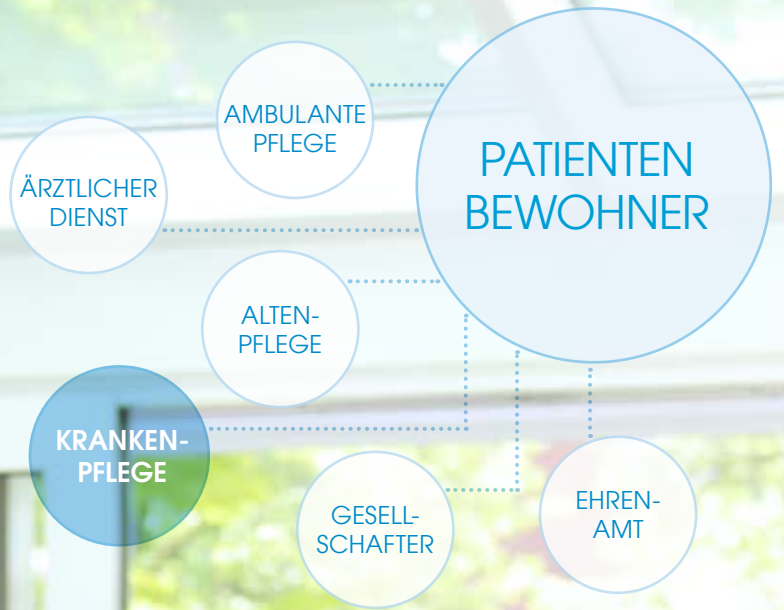 AMBULANTE
PFLEGE
PATIENTEN
BEWOHNER
ÄRZTLICHER
DIENST
ALTEN-
PFLEGE
KRANKEN-
PFLEGE
GESELL-
SCHAFTER
EHREN-
AMT